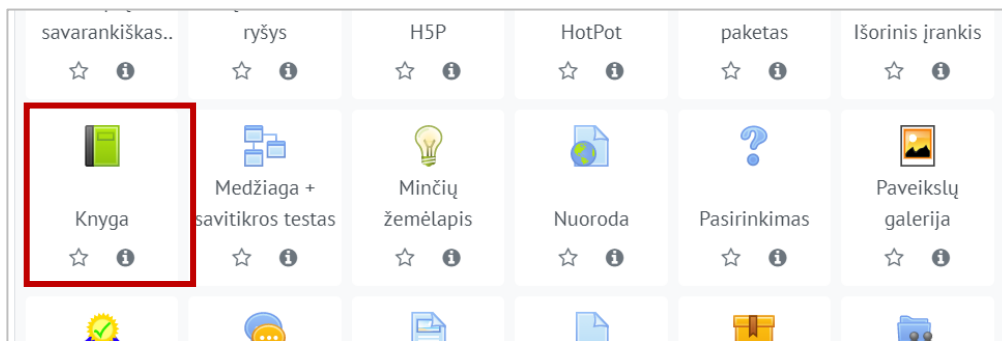 savarankiškas..
ryšys
H5P
HotPot
paketas
Išorinis įrankis
Knyga
Medžiaga +
savitikros testas
Minčių
žemėlapis
Nuoroda
Pasirinkimas
Paveikslų
galerija